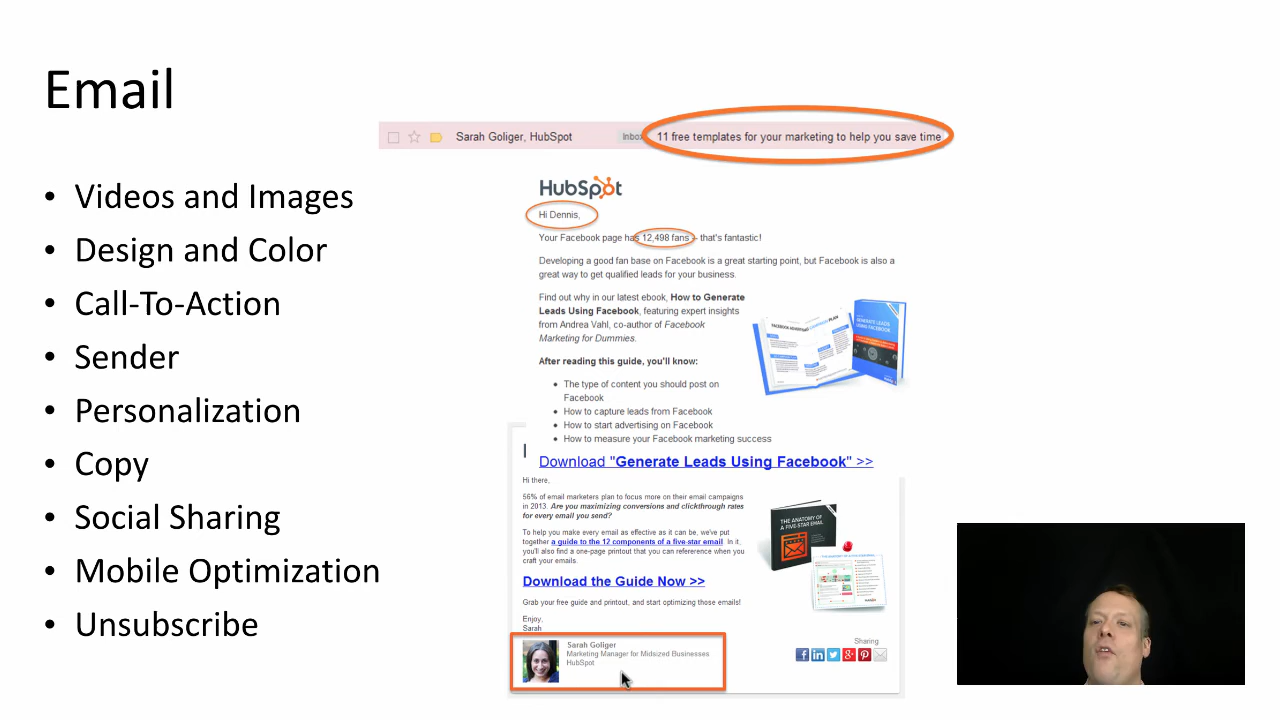 Email
• Videos and Images
• Design and Color
• Call-To-Action
• Sender
• Personalization
• Copy
• Social Sharing
• Mobile Optimization
• Unsubscribe
Sarah Goliger, HubSpot Inbox 11 free templates for your marketing to help you save time
HubSpot
Hi Dennis,
Your Facebook page has 12,498 fans – that's fantastic!
Developing a good fan base on Facebook is a great starting point, but Facebook is also a
great way to get qualified leads for your business.
Find out why in our latest ebook, How to Generate
Leads Using Facebook, featuring expert insights
from Andrea Vahl, co-author of Facebook
Marketing for Dummies.
After reading this guide, you'll know:
• The type of content you should post on
Facebook
• How to capture leads from Facebook
• How to start advertising on Facebook
• How to measure your Facebook marketing success
Download "Generate Leads Using Facebook" >>
GENERATE LEADS
USING FACEBOOK
Hi there,
56% of email marketers plan to focus more on their email campaigns
in 2013. Are you maximizing conversions and clickthrough rates
for every email you send?
To help you make every email as effective as it can be, we've put
together a guide to the 12 components of a five-star email. In it,
you'll also find a one-page printout that you can refererence when you
craft your emails.
THE ANATOMY OF
A FIVE-STAR EMAIL
Download the Guide Now >>
Grab your free guide and printout, and start optimizing those emails!
Enjoy,
Sarah
Sarah Goliger
Marketing Manager for Midsized Businesses
HubSpot
Sharing